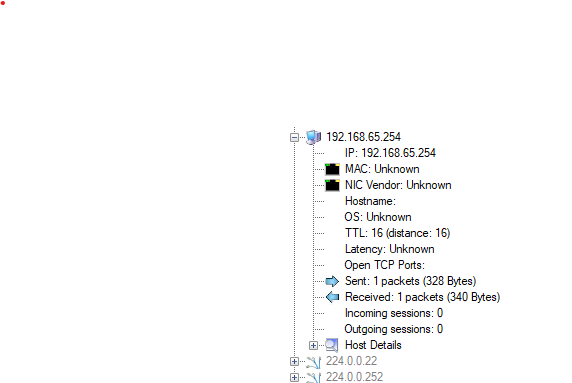 192.168.65.254
IP: 192.168.65.254
MAC: Unknown
NIC Vendor: Unknown
Hostname:
OS: Unknown
TTL: 16 (distance: 16)
Latency: Unknown
Open TCP Ports:
Sent: 1 packets (328 Bytes)
Received: 1 packets (340 Bytes)
Incoming sessions: 0
Outgoing sessions: 0
Host Details
224.0.0.22
224.0.0.252